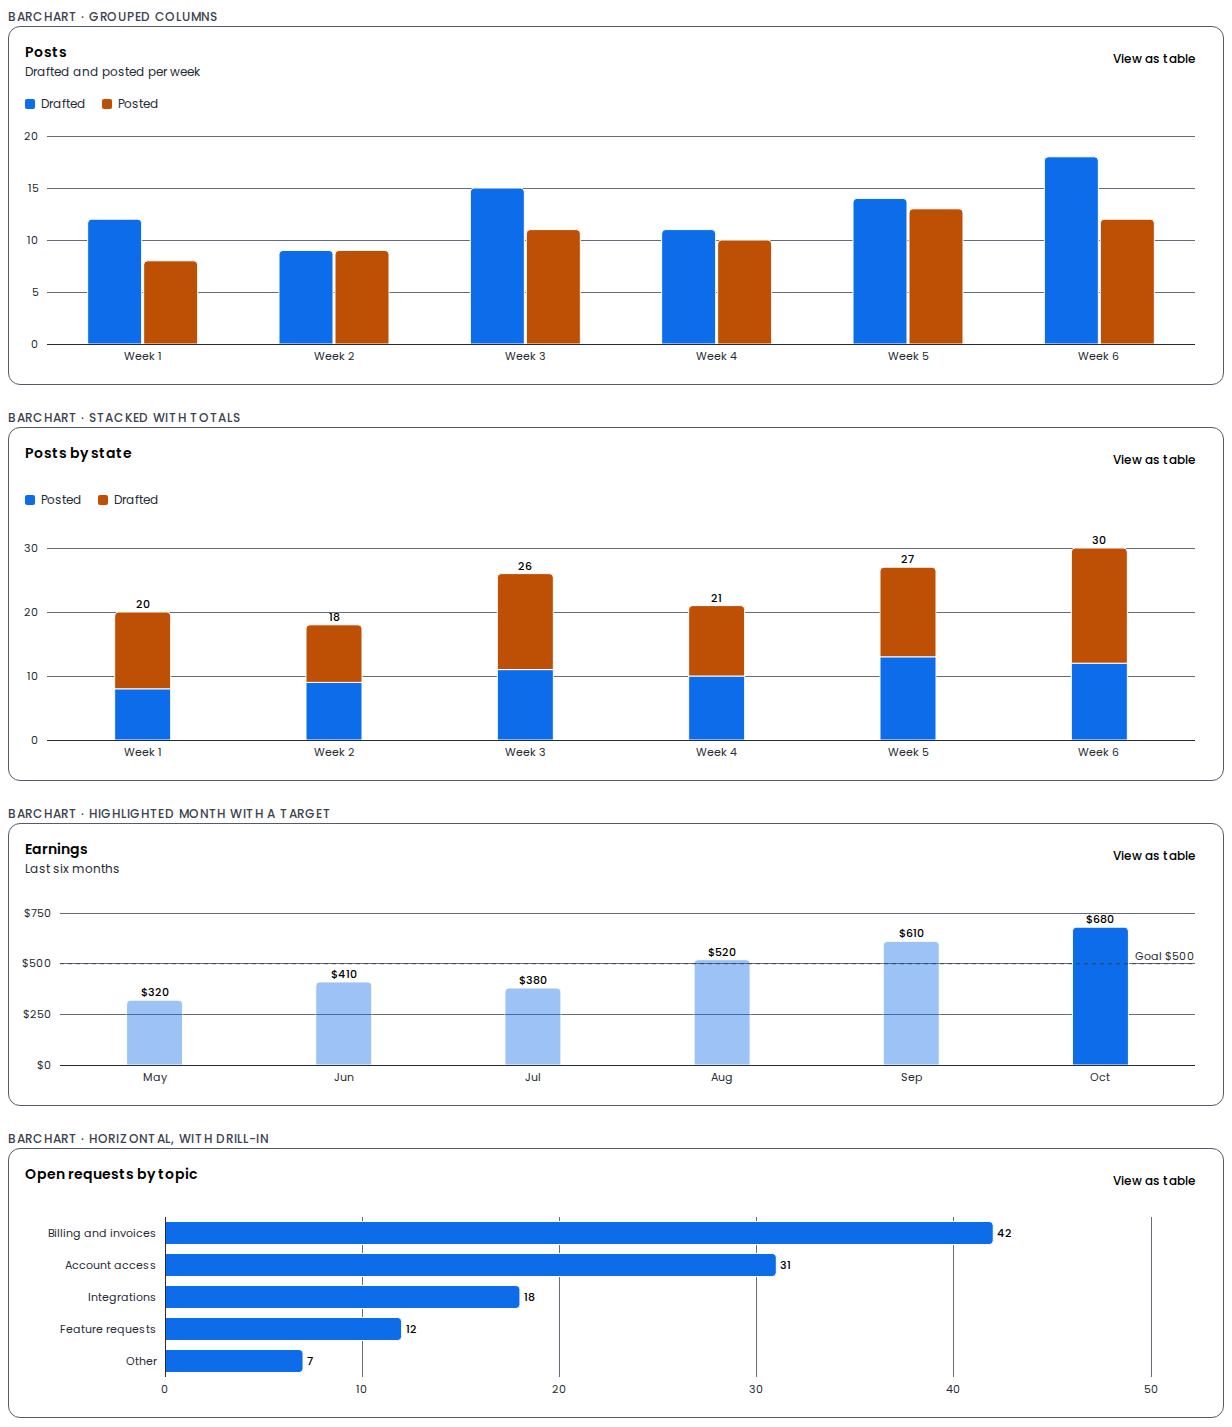 BARCHART · GROUPED COLUMNS
Posts
Drafted and posted per week
View as table
Drafted Posted
20
15
10
5
0
Week 1 Week 2 Week 3 Week 4 Week 5 Week 6
BARCHART · STACKED WITH TOTALS
Posts by state
View as table
Posted Drafted
30
20
10
0
20 18 26 21 27 30
Week 1 Week 2 Week 3 Week 4 Week 5 Week 6
BARCHART · HIGHLIGHTED MONTH WITH A TARGET
Earnings
Last six months
View as table
$750
$500
$250
$0
$320 $410 $380 $520 $610 $680
Goal $500
May Jun Jul Aug Sep Oct
BARCHART · HORIZONTAL, WITH DRILL-IN
Open requests by topic
View as table
Billing and invoices 42
Account access 31
Integrations 18
Feature requests 12
Other 7
0 10 20 30 40 50